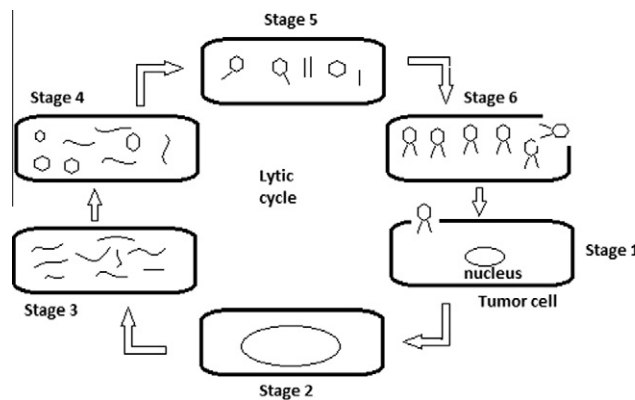 Stage 5
Stage 4
Stage 6
Lytic
cycle
nucleus
Stage 1
Tumor cell
Stage 3
Stage 2